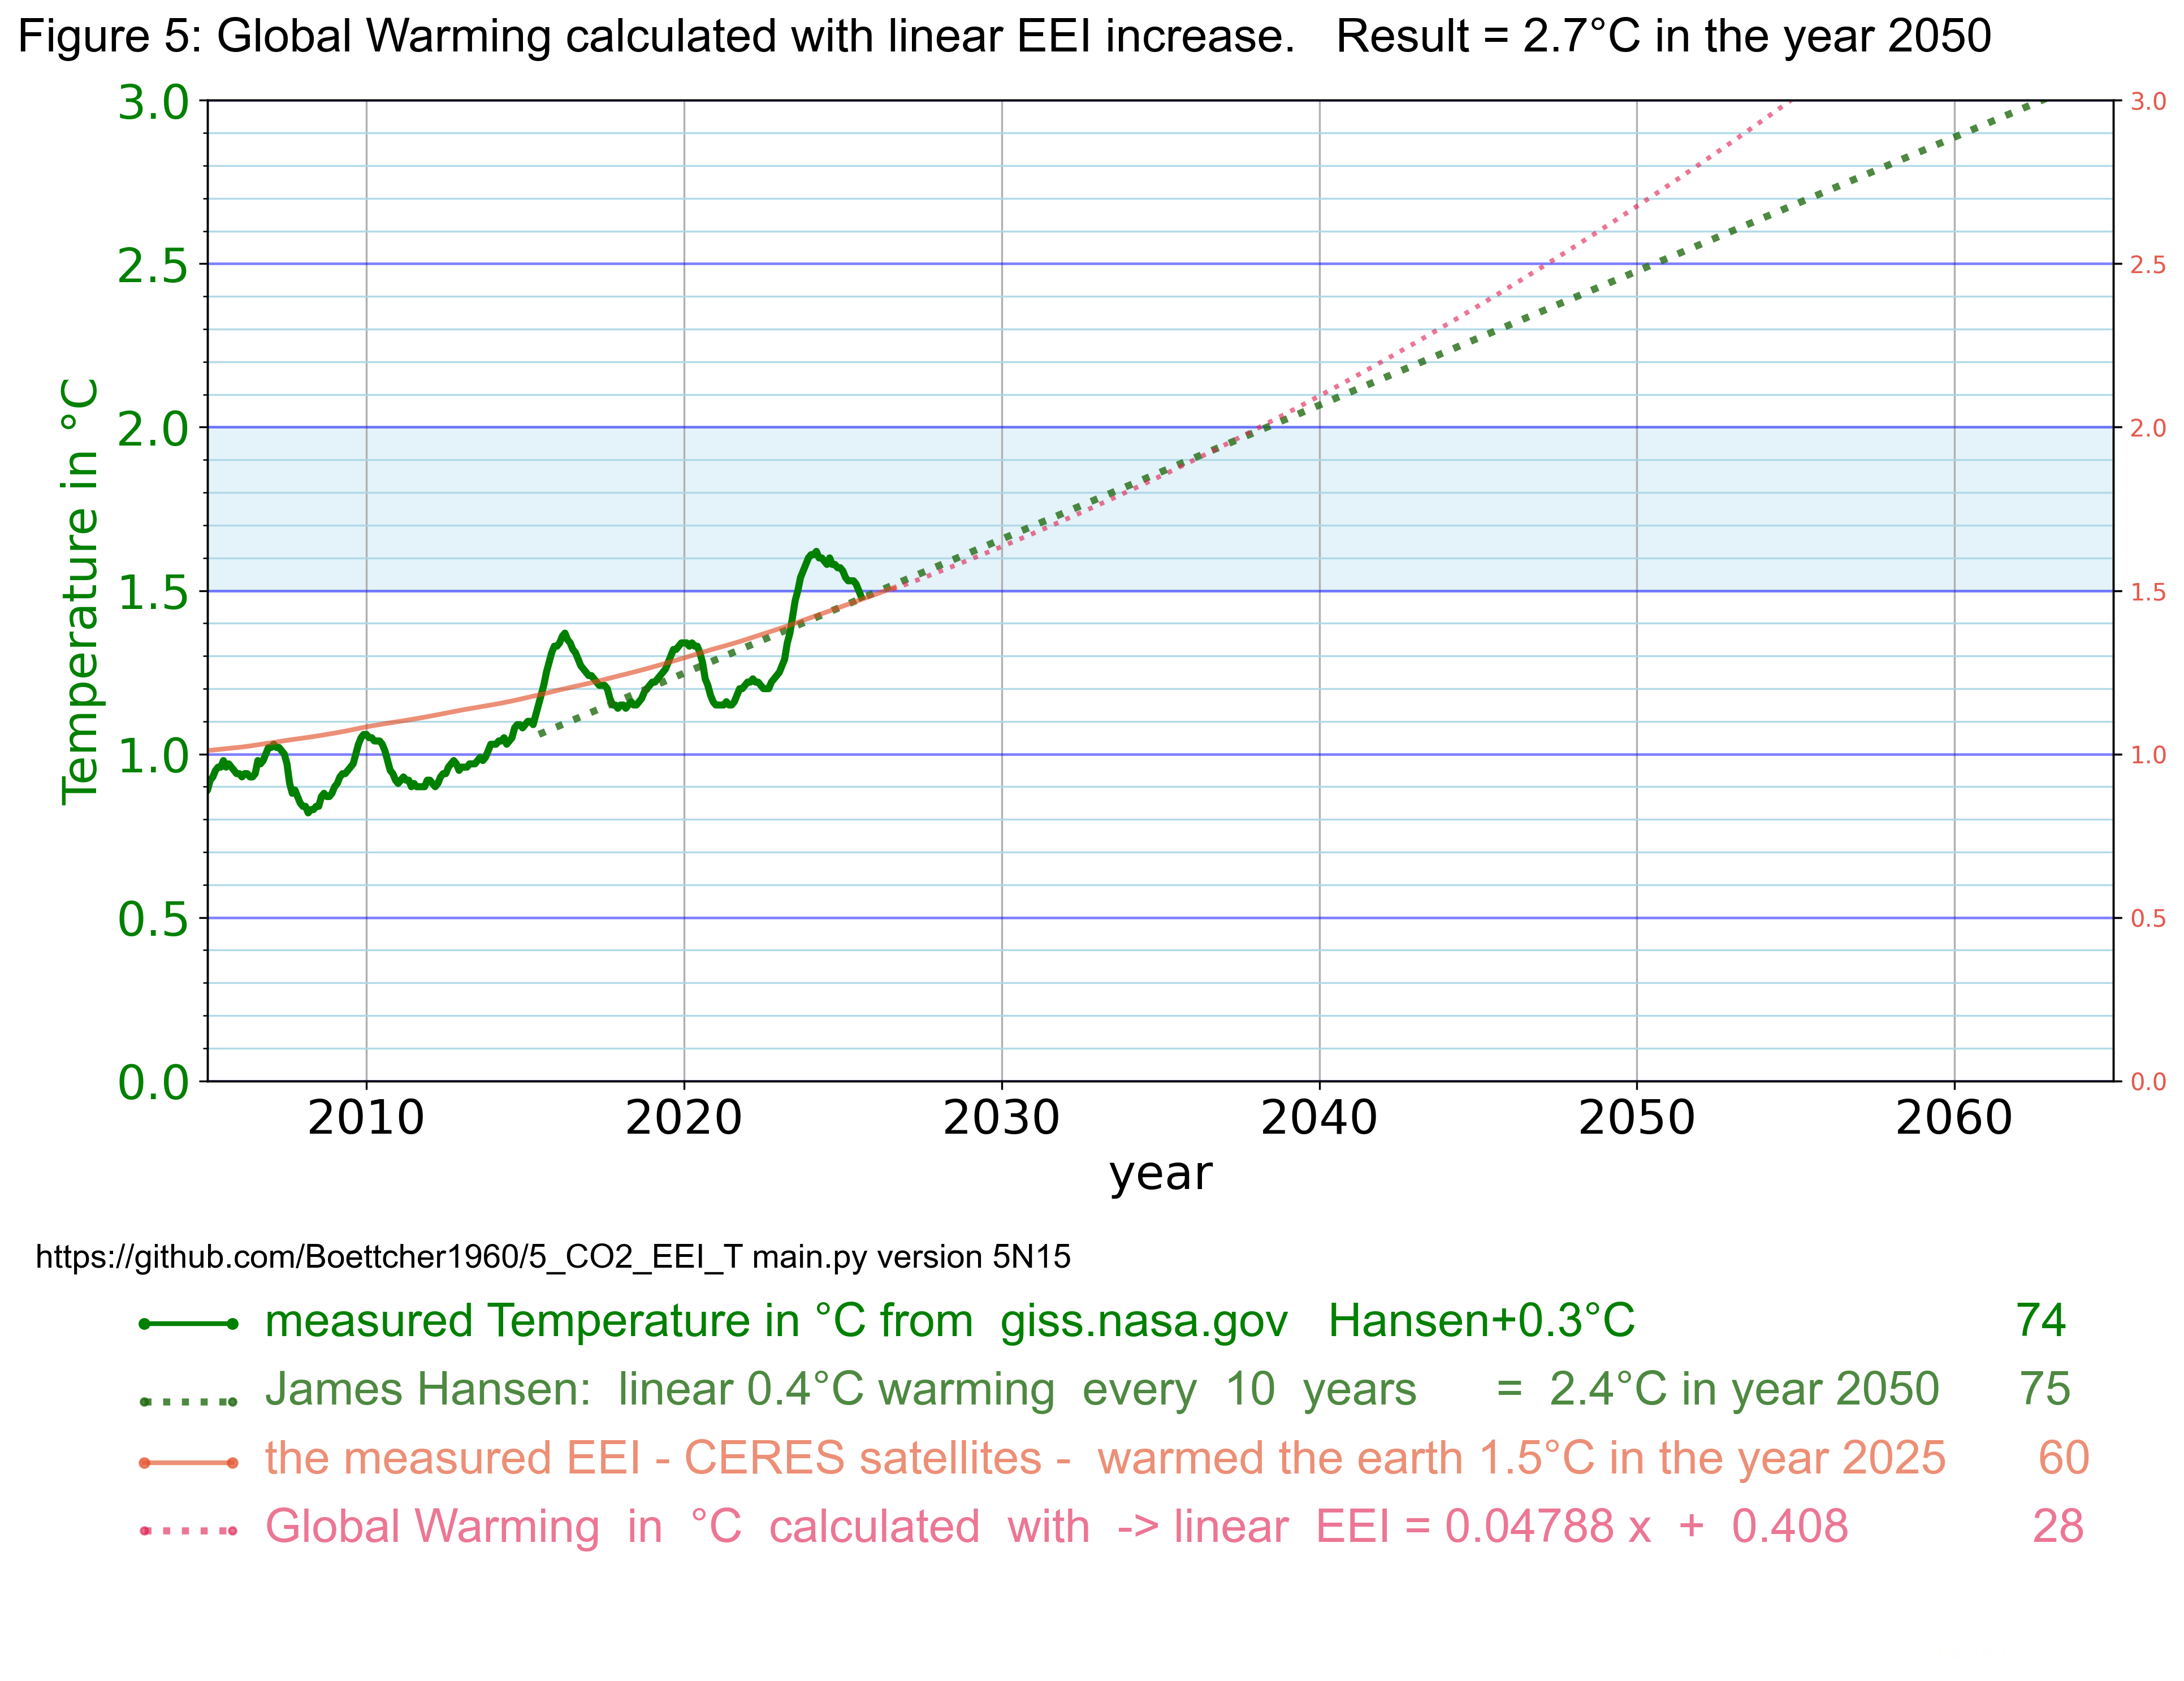 Figure 5: Global Warming calculated with linear EEI increase. Result = 2.7°C in the year 2050
3.0
2.5
2.0
1.5
1.0
0.5
0.0
Temperature in °C
3.0
2.5
2.0
1.5
1.0
0.5
0.0
2010 2020 2030 2040 2050 2060
year
https://github.com/Boettcher1960/5_CO2_EEI_T main.py version 5N15
measured Temperature in °C from giss.nasa.gov Hansen+0.3°C 74
James Hansen: linear 0.4°C warming every 10 years = 2.4°C in year 2050 75
the measured EEI - CERES satellites - warmed the earth 1.5°C in the year 2025 60
Global Warming in °C calculated with -> linear EEI = 0.04788 x + 0.408 28